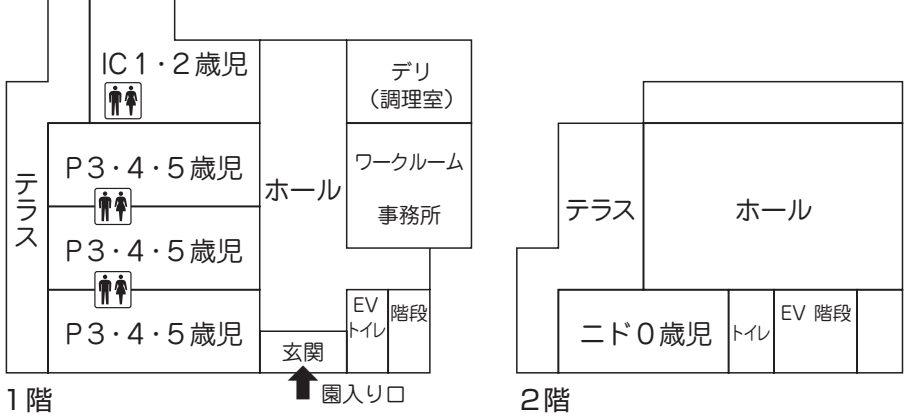 IC１・２歳児
デリ
（調理室）
P３・４・５歳児
ワークルーム
事務所
テラス
ホール
P３・４・５歳児
P３・４・５歳児
EV
トイレ
階段
玄関
園入り口
１階
テラス
ホール
ニド０歳児
トイレ
EV 階段
２階